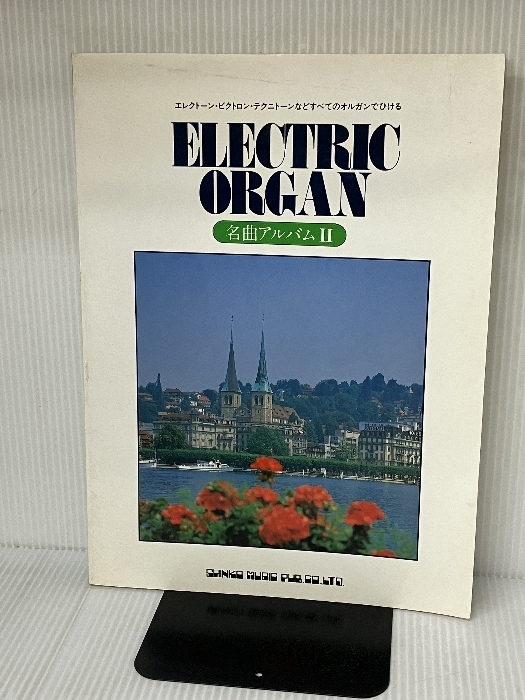 エレクトーン・ビクトロン・テクニトーンなどすべてのオルガンでひける
ELECTRIC
ORGAN
名曲アルバムII
SHINKO MUSIC PUB.CO.LTD.